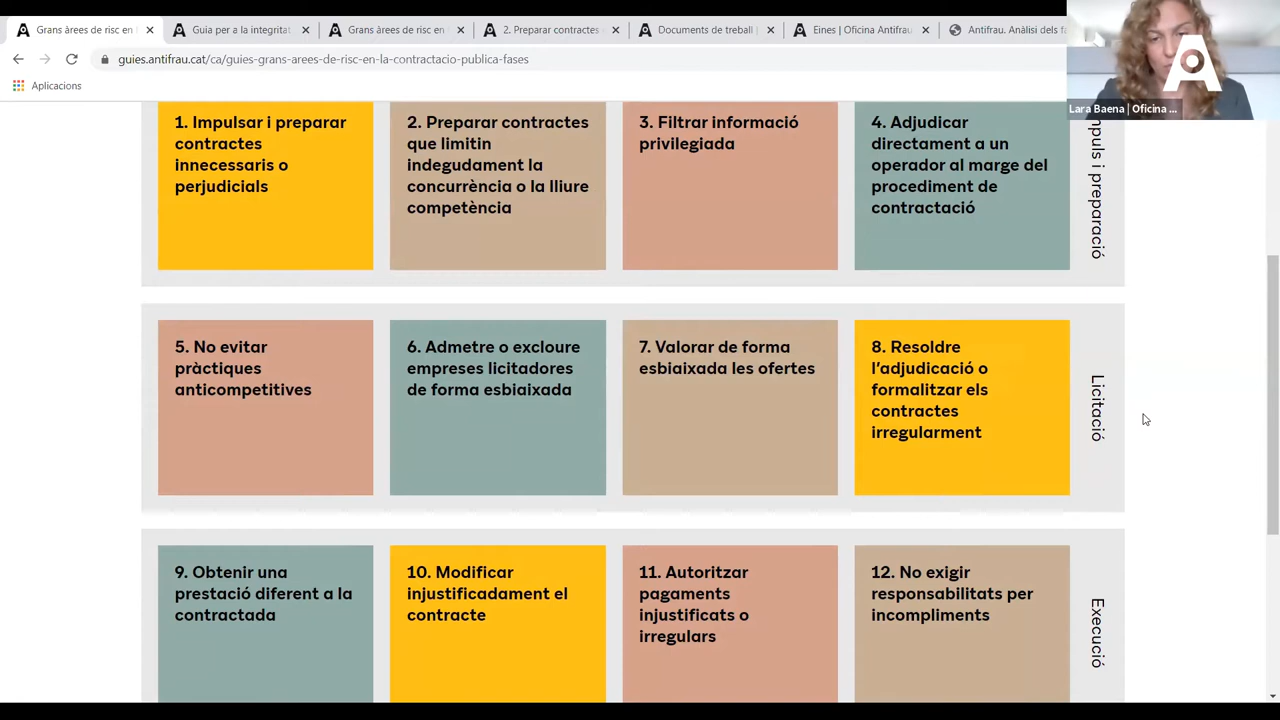 Grans àrees de risc en l
Guia per a la integritat
Grans àrees de risc en
2. Preparar contractes
Documents de treball |
Eines | Oficina Antifrau
Antifrau. Anàlisi dels fa
guies.antifrau.cat/ca/guies-grans-arees-de-risc-en-la-contractacio-publica-fases
Aplicacions
Lara Baena | Oficina ...
1. Impulsar i preparar
contractes
innecessaris o
perjudicials
2. Preparar contractes
que limitin
indegudament la
concurrència o la lliure
competència
3. Filtrar informació
privilegiada
4. Adjudicar
directament a un
operador al marge del
procediment de
contractació
mpuls i preparació
5. No evitar
pràctiques
anticompetitives
6. Admetre o excloure
empreses licitadores
de forma esbiaixada
7. Valorar de forma
esbiaixada les ofertes
8. Resoldre
l'adjudicació o
formalitzar els
contractes
irregularment
Licitació
9. Obtenir una
prestació diferent a la
contractada
10. Modificar
injustificadament el
contracte
11. Autoritzar
pagaments
injustificats o
irregulars
12. No exigir
responsabilitats per
incompliments
Execució